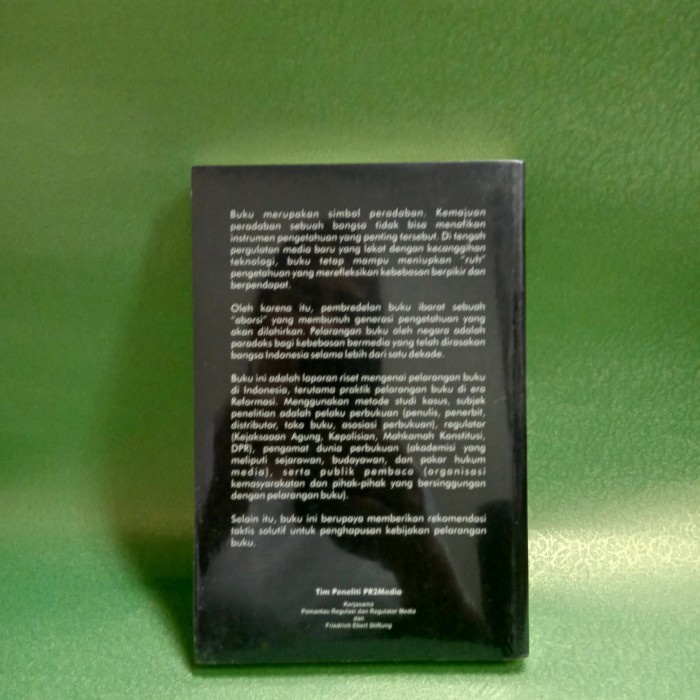 Buku merupakan simbol peradaban. Kemajuan
peradaban sebuah bangsa tidak bisa menafikan
instrumen pengetahuan yang penting tersebut. Di tengah
pergulatan media baru yang lekat dengan kecanggihan
teknologi, buku tetap mampu meniupkan "ruh"
pengetahuan yang merefleksikan kebebasan berpikir dan
berpendapat.
Oleh karena itu, pembredelan buku ibarat sebuah
"aborsi" yang membunuh generasi pengetahuan yang
akan dilahirkan. Pelarangan buku oleh negara adalah
paradoks bagi kebebasan bermedia yang telah dirasakan
bangsa Indonesia selama lebih dari satu dekade.
Buku ini adalah laporan riset mengenai pelarangan buku
di Indonesia, terutama praktik pelarangan buku di era
Reformasi. Menggunakan metode studi kasus, subjek
penelitian adalah pelaku perbukuan (penulis, penerbit,
distributor, toko buku, asosiasi perbukuan), regulator
(Kejaksaaan Agung, Kepolisian, Mahkamah Konstitusi,
DPR), pengamat dunia perbukuan (akademisi yang
meliputi sejarawan, budayawan, dan pakar hukum
media), serta publik pembaca (organisasi
kemasyarakatan dan pihak-pihak yang bersinggungan
dengan pelarangan buku).
Selain itu, buku ini berupaya memberikan rekomendasi
taktis solutif untuk penghapusan kebijakan pelarangan
buku.
Tim Peneliti PR2Media
Kerjasama
Pemantau Regulasi dan Regulator Media
dan
Friedrich Ebert Stiftung